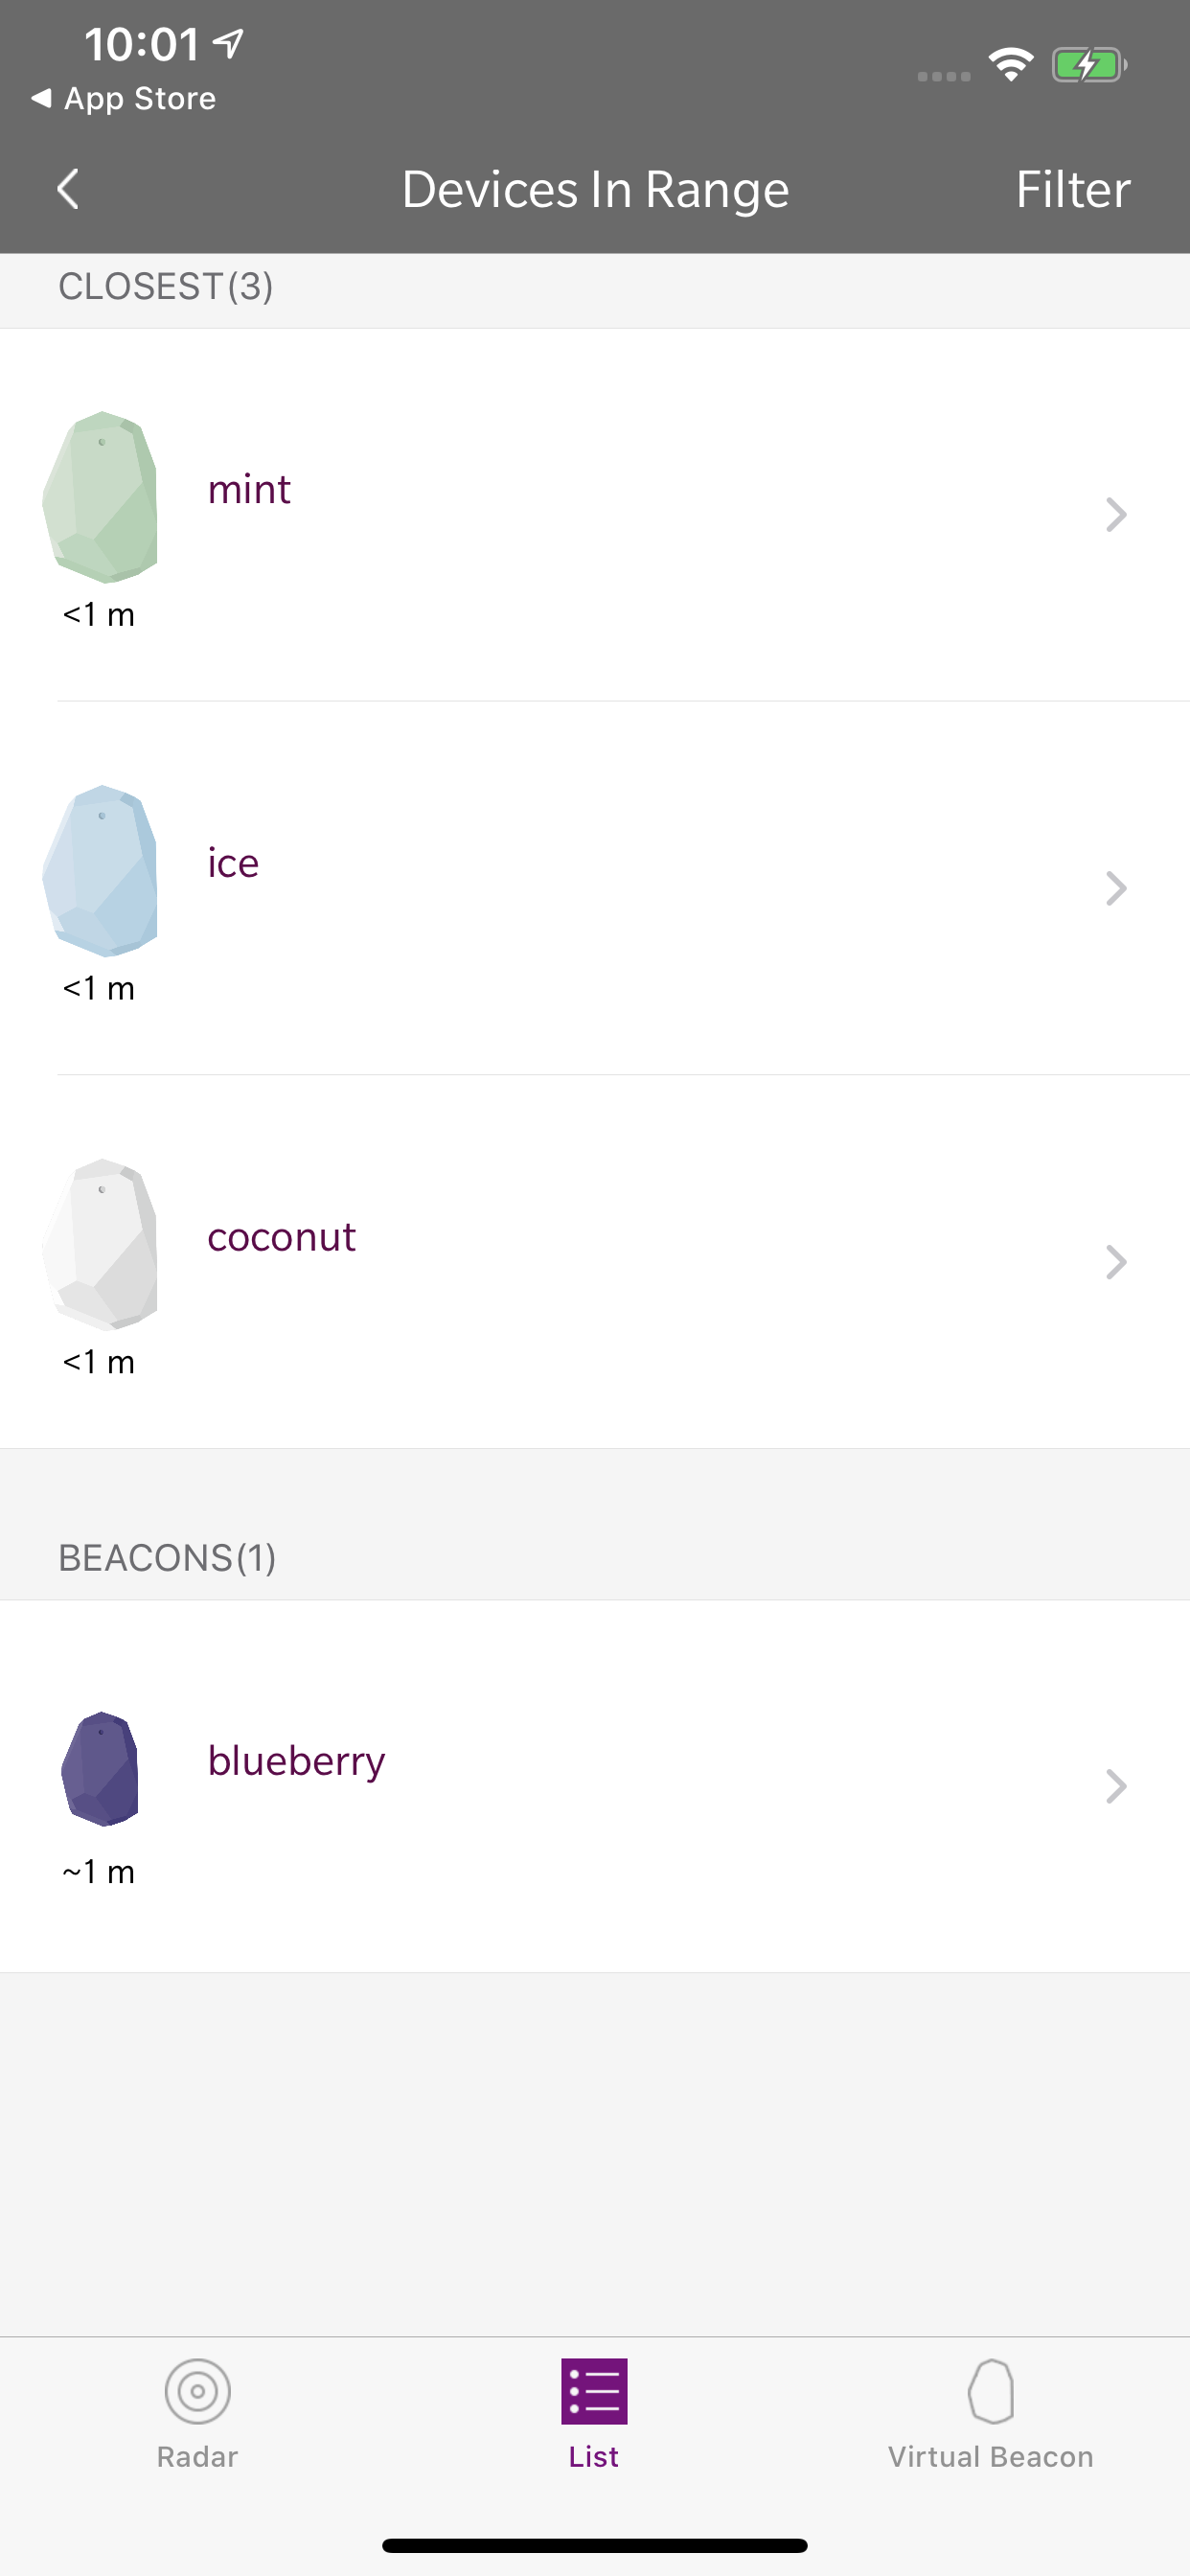 10:01
App Store
Devices In Range
Filter
CLOSEST(3)
mint
<1 m
ice
<1 m
coconut
<1 m
BEACONS(1)
blueberry
~1 m
Radar
List
Virtual Beacon